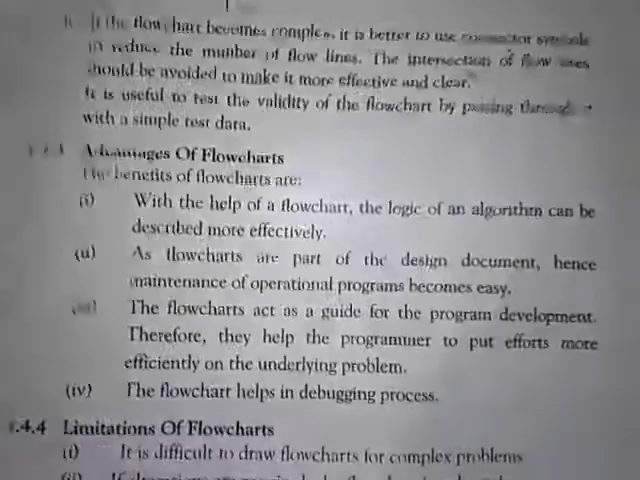 If the flow chart becomes complex, it is better to use connector symbols
to reduce the number of flow lines. The intersection of flow lines
should be avoided to make it more effective and clear.
It is useful to test the validity of the flowchart by passing through it
with a simple test data.
Advantages Of Flowcharts
The benefits of flowcharts are:
(i) With the help of a flowchart, the logic of an algorithm can be
described more effectively.
(ii) As flowcharts are part of the design document, hence
maintenance of operational programs becomes easy.
(iii) The flowcharts act as a guide for the program development.
Therefore, they help the programmer to put efforts more
efficiently on the underlying problem.
(iv) The flowchart helps in debugging process.
.4.4 Limitations Of Flowcharts
(i) It is difficult to draw flowcharts for complex problems
(ii) If